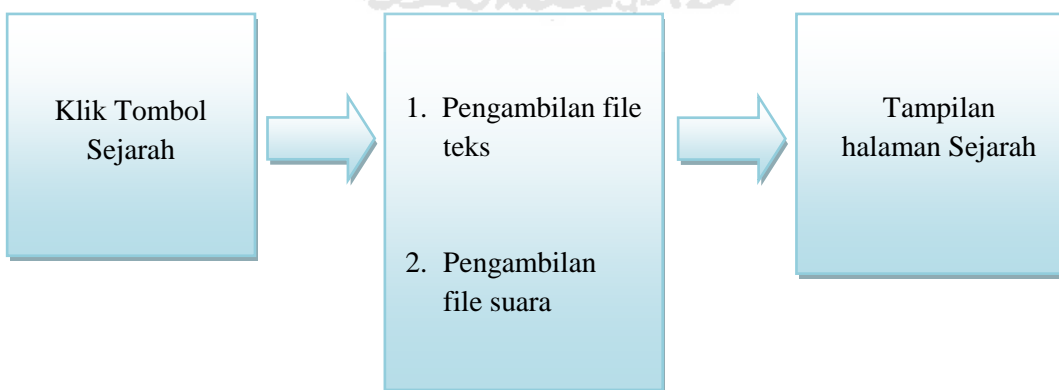 Klik Tombol
Sejarah
1. Pengambilan file
teks
2. Pengambilan
file suara
Tampilan
halaman Sejarah